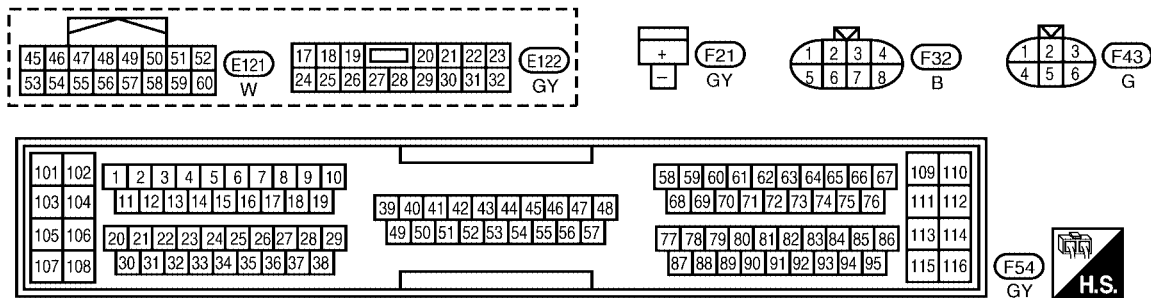 45 46 47 48 49 50 51 52
53 54 55 56 57 58 59 60
E121
W
17 18 19 20 21 22 23
24 25 26 27 28 29 30 31 32
E122
GY
+
−
F21
GY
1 2 3 4
5 6 7 8
F32
B
1 2 3
4 5 6
F43
G
101 102
103 104
105 106
107 108
1 2 3 4 5 6 7 8 9 10
11 12 13 14 15 16 17 18 19
20 21 22 23 24 25 26 27 28 29
30 31 32 33 34 35 36 37 38
39 40 41 42 43 44 45 46 47 48
49 50 51 52 53 54 55 56 57
58 59 60 61 62 63 64 65 66 67
68 69 70 71 72 73 74 75 76
77 78 79 80 81 82 83 84 85 86
87 88 89 90 91 92 93 94 95
109 110
111 112
113 114
115 116
F54
GY
H.S.